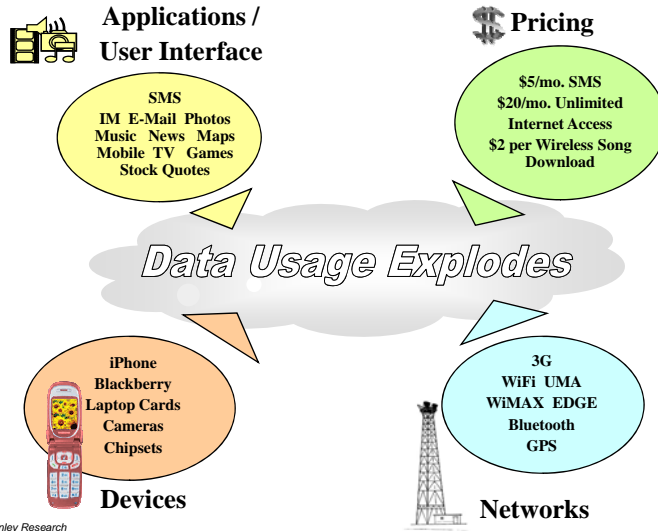 Applications /
User Interface
Pricing
SMS
IM E-Mail Photos
Music News Maps
Mobile TV Games
Stock Quotes
$5/mo. SMS
$20/mo. Unlimited
Internet Access
$2 per Wireless Song
Download
Data Usage Explodes
iPhone
Blackberry
Laptop Cards
Cameras
Chipsets
3G
WiFi UMA
WiMAX EDGE
Bluetooth
GPS
Devices
Networks
Research